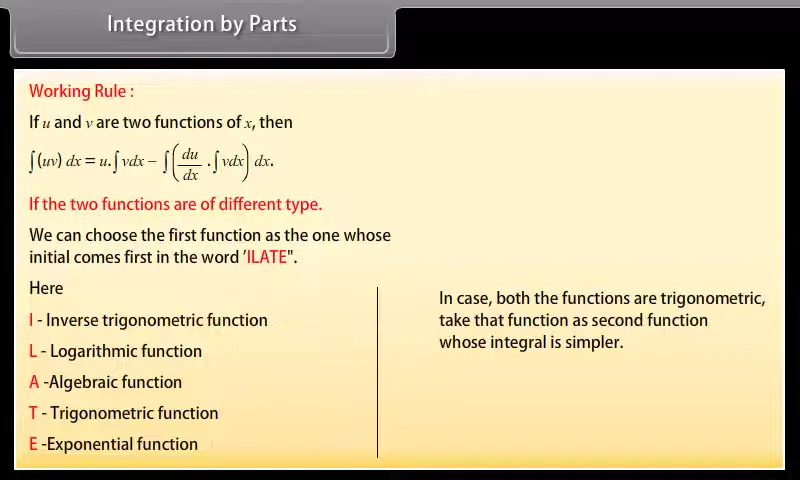 Integration by Parts
Working Rule :
If u and v are two functions of x, then
∫(uv) dx = u.∫vdx − ∫(du/dx .∫vdx) dx.
If the two functions are of different type.
We can choose the first function as the one whose
initial comes first in the word ’ILATE".
Here
I - Inverse trigonometric function
L - Logarithmic function
A -Algebraic function
T - Trigonometric function
E -Exponential function
In case, both the functions are trigonometric,
take that function as second function
whose integral is simpler.